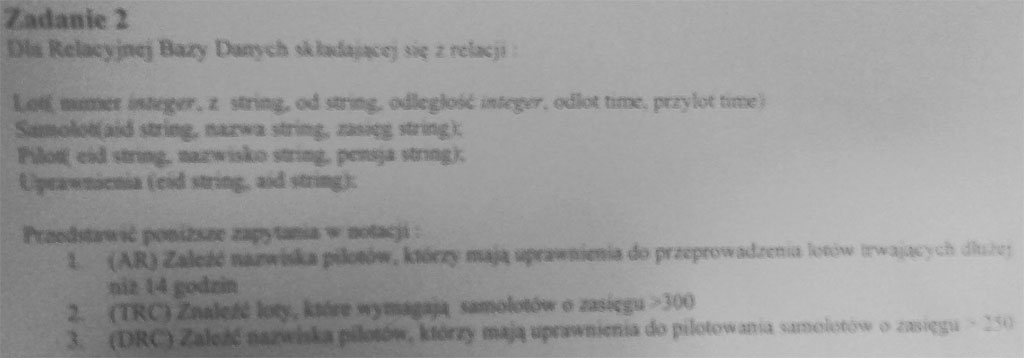 Zadanie 2
Dla Relacyjnej Bazy Danych składającej się z relacji :
Lot( numer integer, z string, od string, odległość integer, odlot time, przylot time)
Samolot(aid string, nazwa string, zasięg string);
Pilot( eid string, nazwisko string, pensja string);
Uprawnienia (eid string, aid string);
Przedstawić poniższe zapytania w notacji :
1. (AR) Zaleźć nazwiska pilotów, którzy mają uprawnienia do przeprowadzenia lotów trwających dłużej
niż 14 godzin
2. (TRC) Znaleźć loty, które wymagają samolotów o zasięgu >300
3. (DRC) Zaleźć nazwiska pilotów, którzy mają uprawnienia do pilotowania samolotów o zasięgu > 250